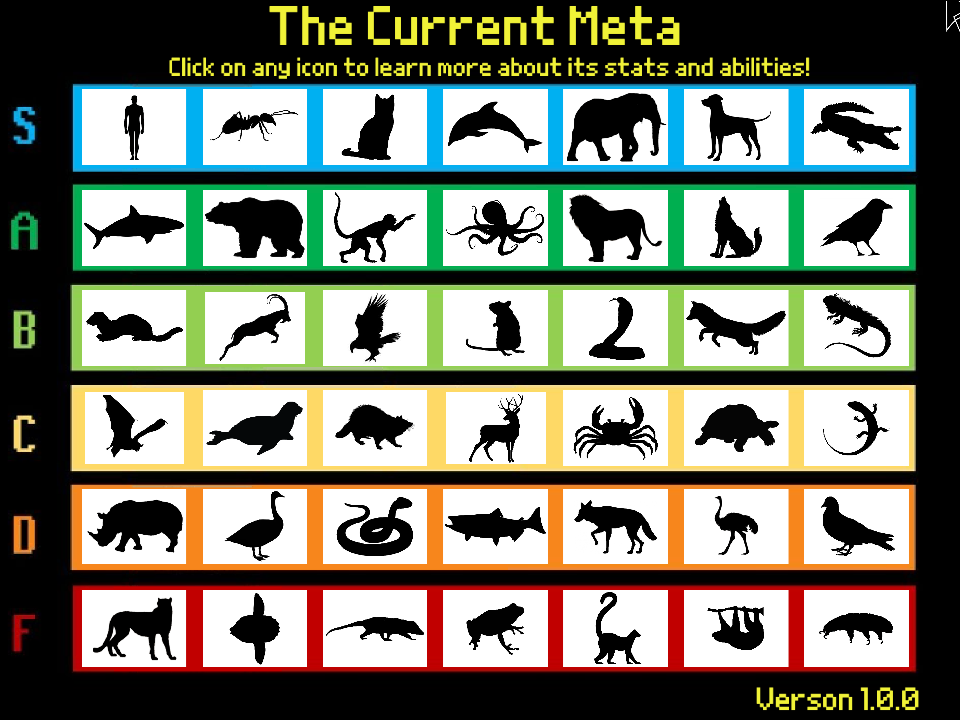 The Current Meta
Click on any icon to learn more about its stats and abilities!
S
A
B
C
D
F
Verson 1.0.0